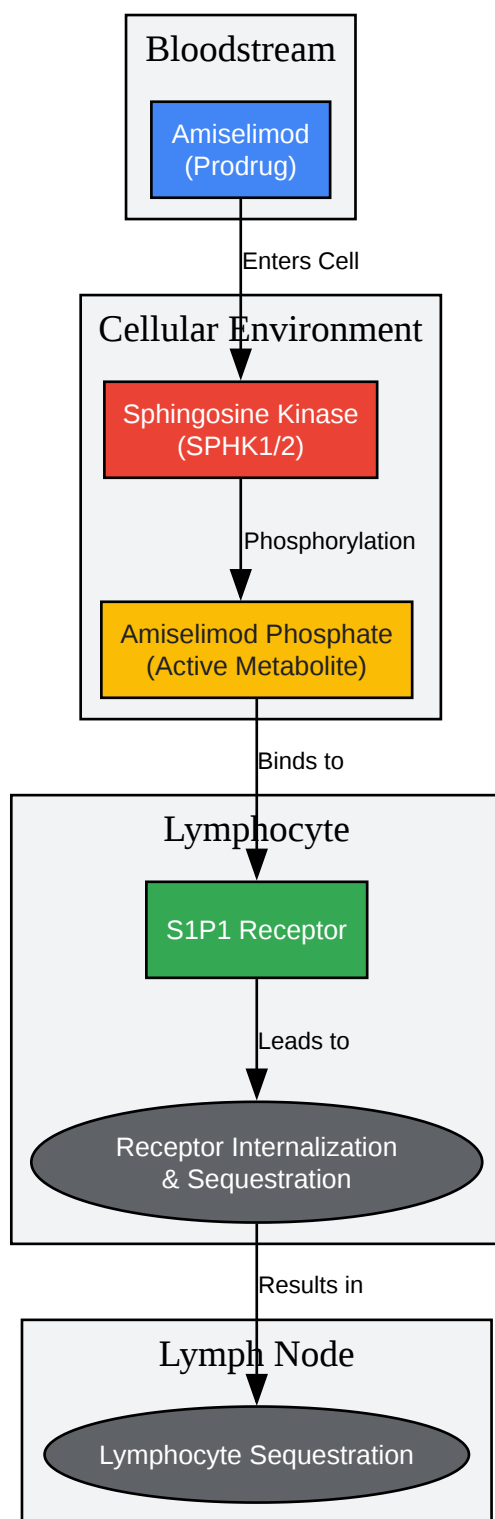 Bloodstream
Amiselimod
(Prodrug)
Enters Cell
Cellular Environment
Sphingosine Kinase
(SPHK1/2)
Phosphorylation
Amiselimod Phosphate
(Active Metabolite)
Binds to
Lymphocyte
S1P1 Receptor
Leads to
Receptor Internalization
& Sequestration
Results in
Lymph Node
Lymphocyte Sequestration